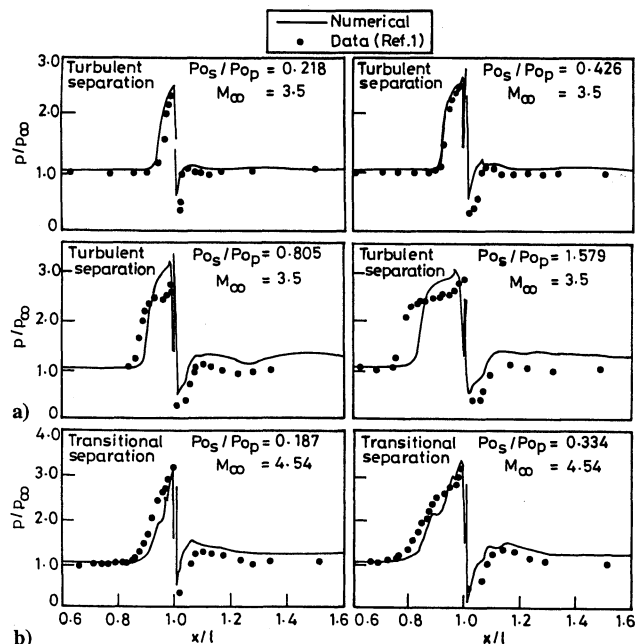 Numerical
Data (Ref.1)
Turbulent separation
Pos/Pop = 0.218
M∞ = 3.5
Turbulent separation
Pos/Pop = 0.426
M∞ = 3.5
3.0
2.0
1.0
0
p/p∞
Turbulent separation
Pos/Pop = 0.805
M∞ = 3.5
Turbulent separation
Pos/Pop = 1.579
M∞ = 3.5
3.0
2.0
1.0
0
p/p∞
a)
Transitional separation
Pos/Pop = 0.187
M∞ = 4.54
Transitional separation
Pos/Pop = 0.334
M∞ = 4.54
4.0
3.0
2.0
1.0
0
p/p∞
b)
0.6 0.8 1.0 1.2 1.4 1.6
x/l
0.6 0.8 1.0 1.2 1.4 1.6
x/l